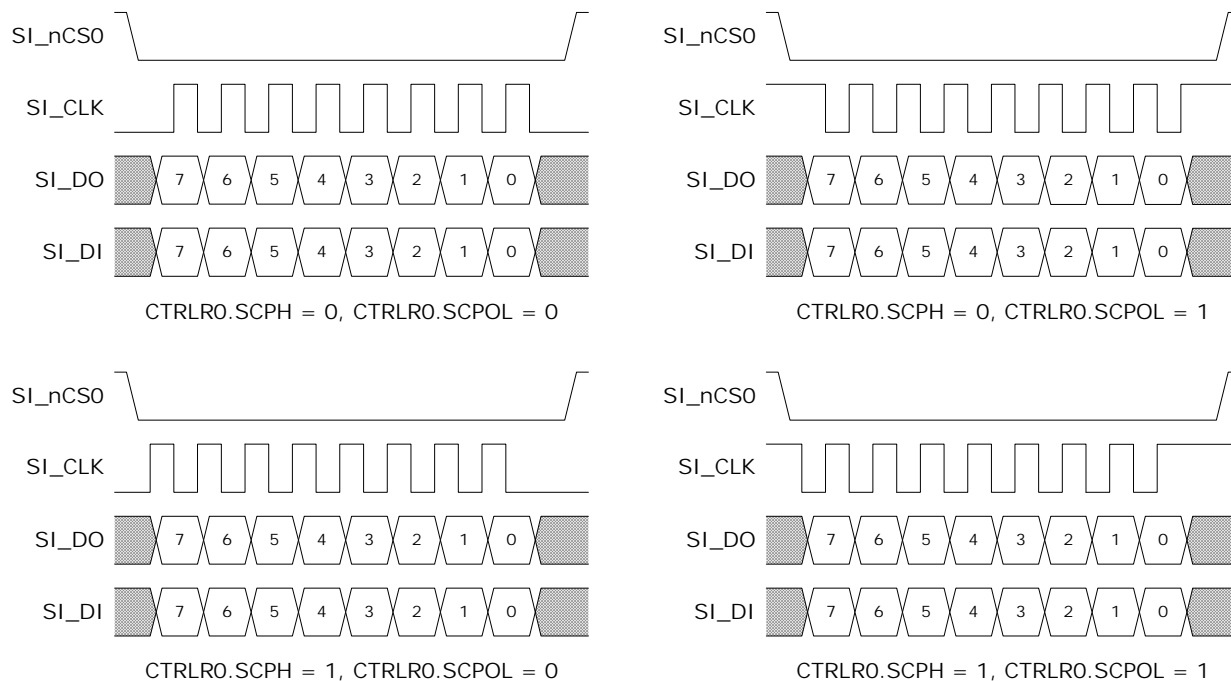 SI_nCS0
SI_CLK
SI_DO 7 6 5 4 3 2 1 0
SI_DI 7 6 5 4 3 2 1 0
CTRLR0.SCPH = 0, CTRLR0.SCPOL = 0
SI_nCS0
SI_CLK
SI_DO 7 6 5 4 3 2 1 0
SI_DI 7 6 5 4 3 2 1 0
CTRLR0.SCPH = 0, CTRLR0.SCPOL = 1
SI_nCS0
SI_CLK
SI_DO 7 6 5 4 3 2 1 0
SI_DI 7 6 5 4 3 2 1 0
CTRLR0.SCPH = 1, CTRLR0.SCPOL = 0
SI_nCS0
SI_CLK
SI_DO 7 6 5 4 3 2 1 0
SI_DI 7 6 5 4 3 2 1 0
CTRLR0.SCPH = 1, CTRLR0.SCPOL = 1